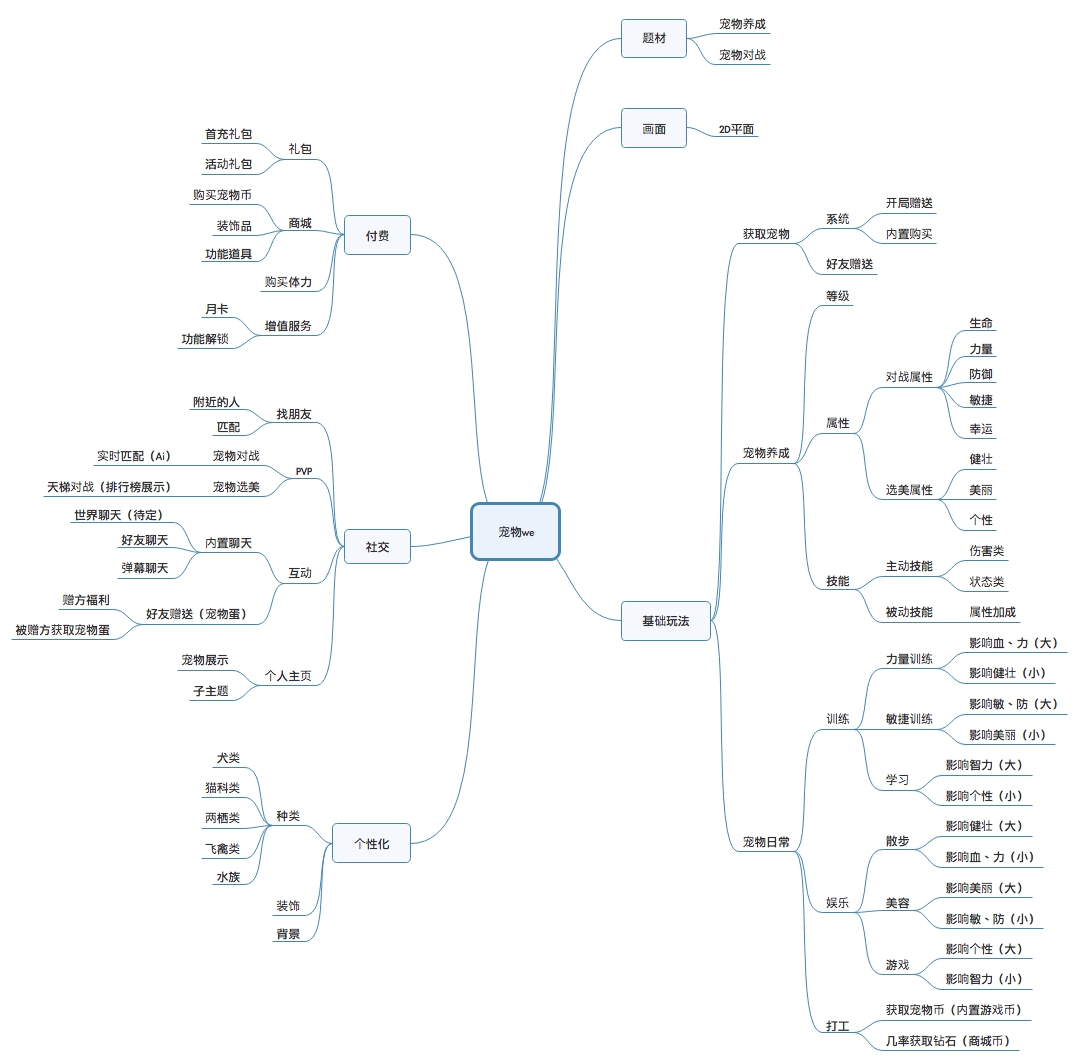 宠物we
题材
宠物养成
宠物对战
画面
2D平面
基础玩法
获取宠物
系统
开局赠送
内置购买
好友赠送
宠物养成
等级
属性
对战属性
生命
力量
防御
敏捷
幸运
选美属性
健壮
美丽
个性
技能
主动技能
伤害类
状态类
被动技能
属性加成
宠物日常
训练
力量训练
影响血、力（大）
影响健壮（小）
敏捷训练
影响敏、防（大）
影响美丽（小）
学习
影响智力（大）
影响个性（小）
娱乐
散步
影响健壮（大）
影响血、力（小）
美容
影响美丽（大）
影响敏、防（小）
游戏
影响个性（大）
影响智力（小）
打工
获取宠物币（内置游戏币）
几率获取钻石（商城币）
付费
礼包
首充礼包
活动礼包
商城
购买宠物币
装饰品
功能道具
购买体力
增值服务
月卡
功能解锁
社交
找朋友
附近的人
匹配
PVP
宠物对战
实时匹配（Ai）
宠物选美
天梯对战（排行榜展示）
互动
内置聊天
世界聊天（待定）
好友聊天
弹幕聊天
好友赠送（宠物蛋）
赠方福利
被赠方获取宠物蛋
个人主页
宠物展示
子主题
个性化
种类
犬类
猫科类
两栖类
飞禽类
水族
装饰
背景